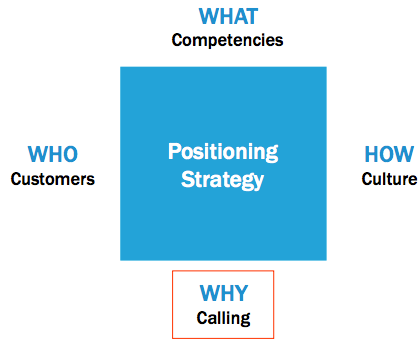 WHAT
Competencies
WHO
Customers
Positioning
Strategy
HOW
Culture
WHY
Calling